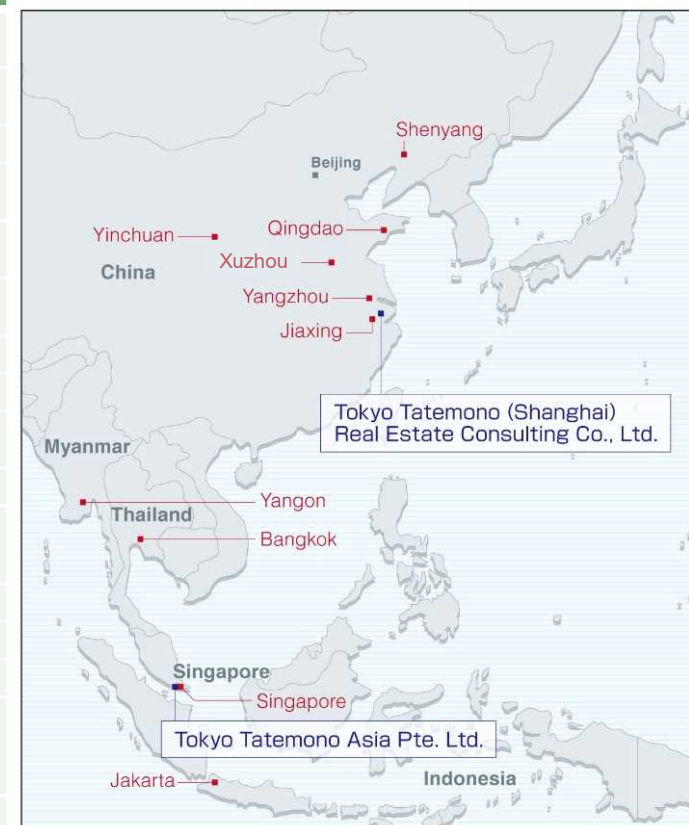 Shenyang
Beijing
Qingdao
Yinchuan
Xuzhou
China
Yangzhou
Jiaxing
Tokyo Tatemono (Shanghai)
Real Estate Consulting Co., Ltd.
Myanmar
Yangon
Thailand
Bangkok
Singapore
Singapore
Tokyo Tatemono Asia Pte. Ltd.
Jakarta
Indonesia